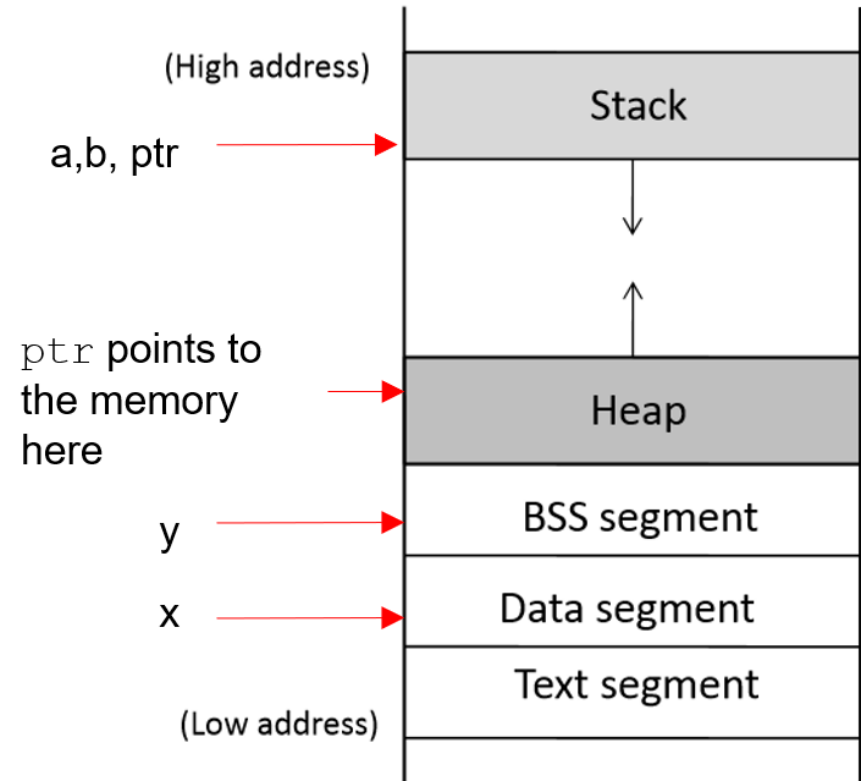 (High address)
Stack
a,b, ptr
ptr points to
the memory
here
Heap
y
BSS segment
x
Data segment
Text segment
(Low address)